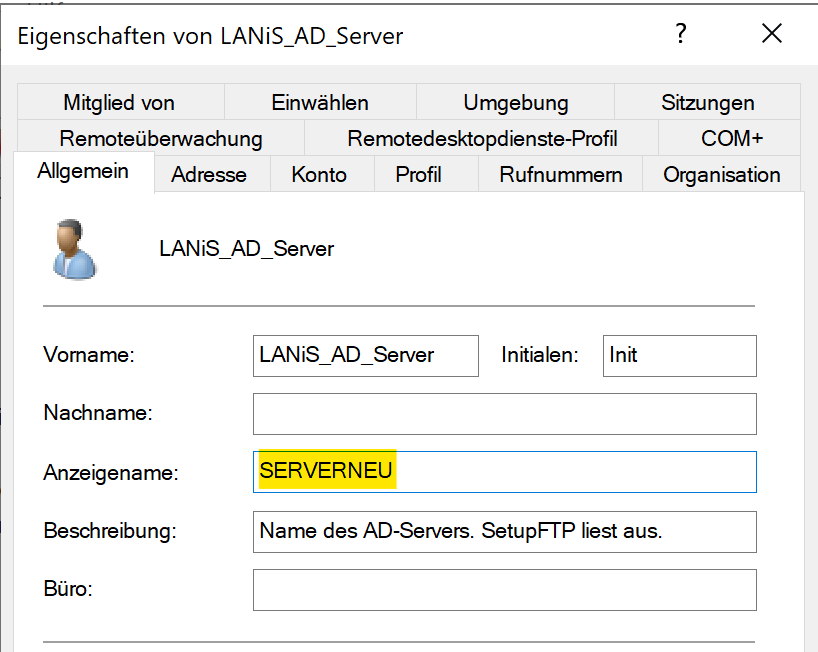 Eigenschaften von LANiS_AD_Server ?
Mitglied von Einwählen Umgebung Sitzungen
Remoteüberwachung Remotedesktopdienste-Profil COM+
Allgemein Adresse Konto Profil Rufnummern Organisation
LANiS_AD_Server
Vorname: LANiS_AD_Server Initialen: Init
Nachname:
Anzeigename: SERVERNEU
Beschreibung: Name des AD-Servers. SetupFTP liest aus.
Büro: